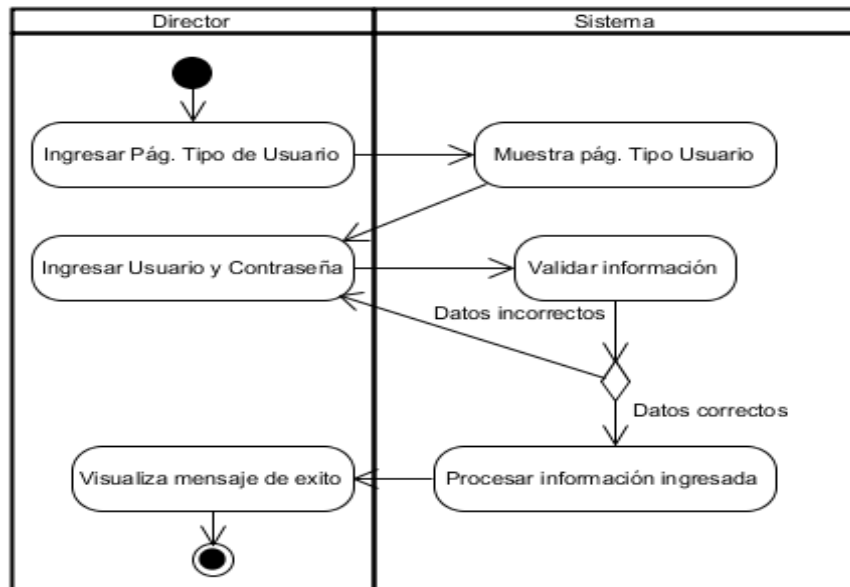 Director
Sistema
Ingresar Pág. Tipo de Usuario
Muestra pág. Tipo Usuario
Ingresar Usuario y Contraseña
Validar información
Datos incorrectos
Datos correctos
Visualiza mensaje de exito
Procesar información ingresada